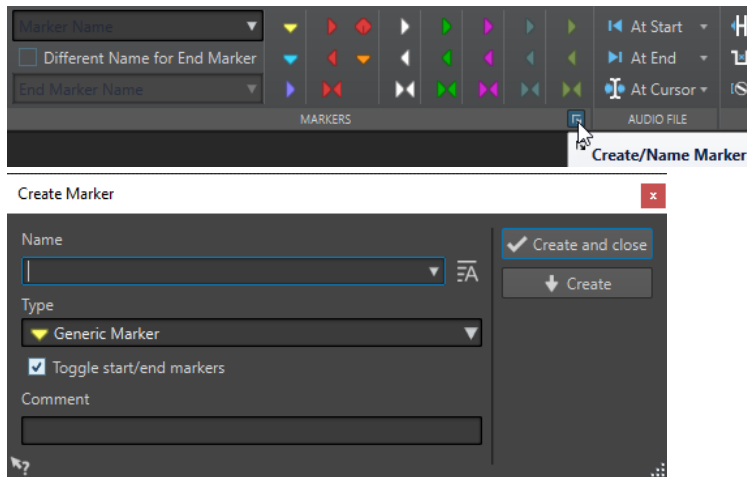 Marker Name
At Start
Different Name for End Marker
At End
End Marker Name
At Cursor
MARKERS
AUDIO FILE
Create/Name Marker
Create Marker
x
Name
Create and close
Create
Type
Generic Marker
Toggle start/end markers
Comment